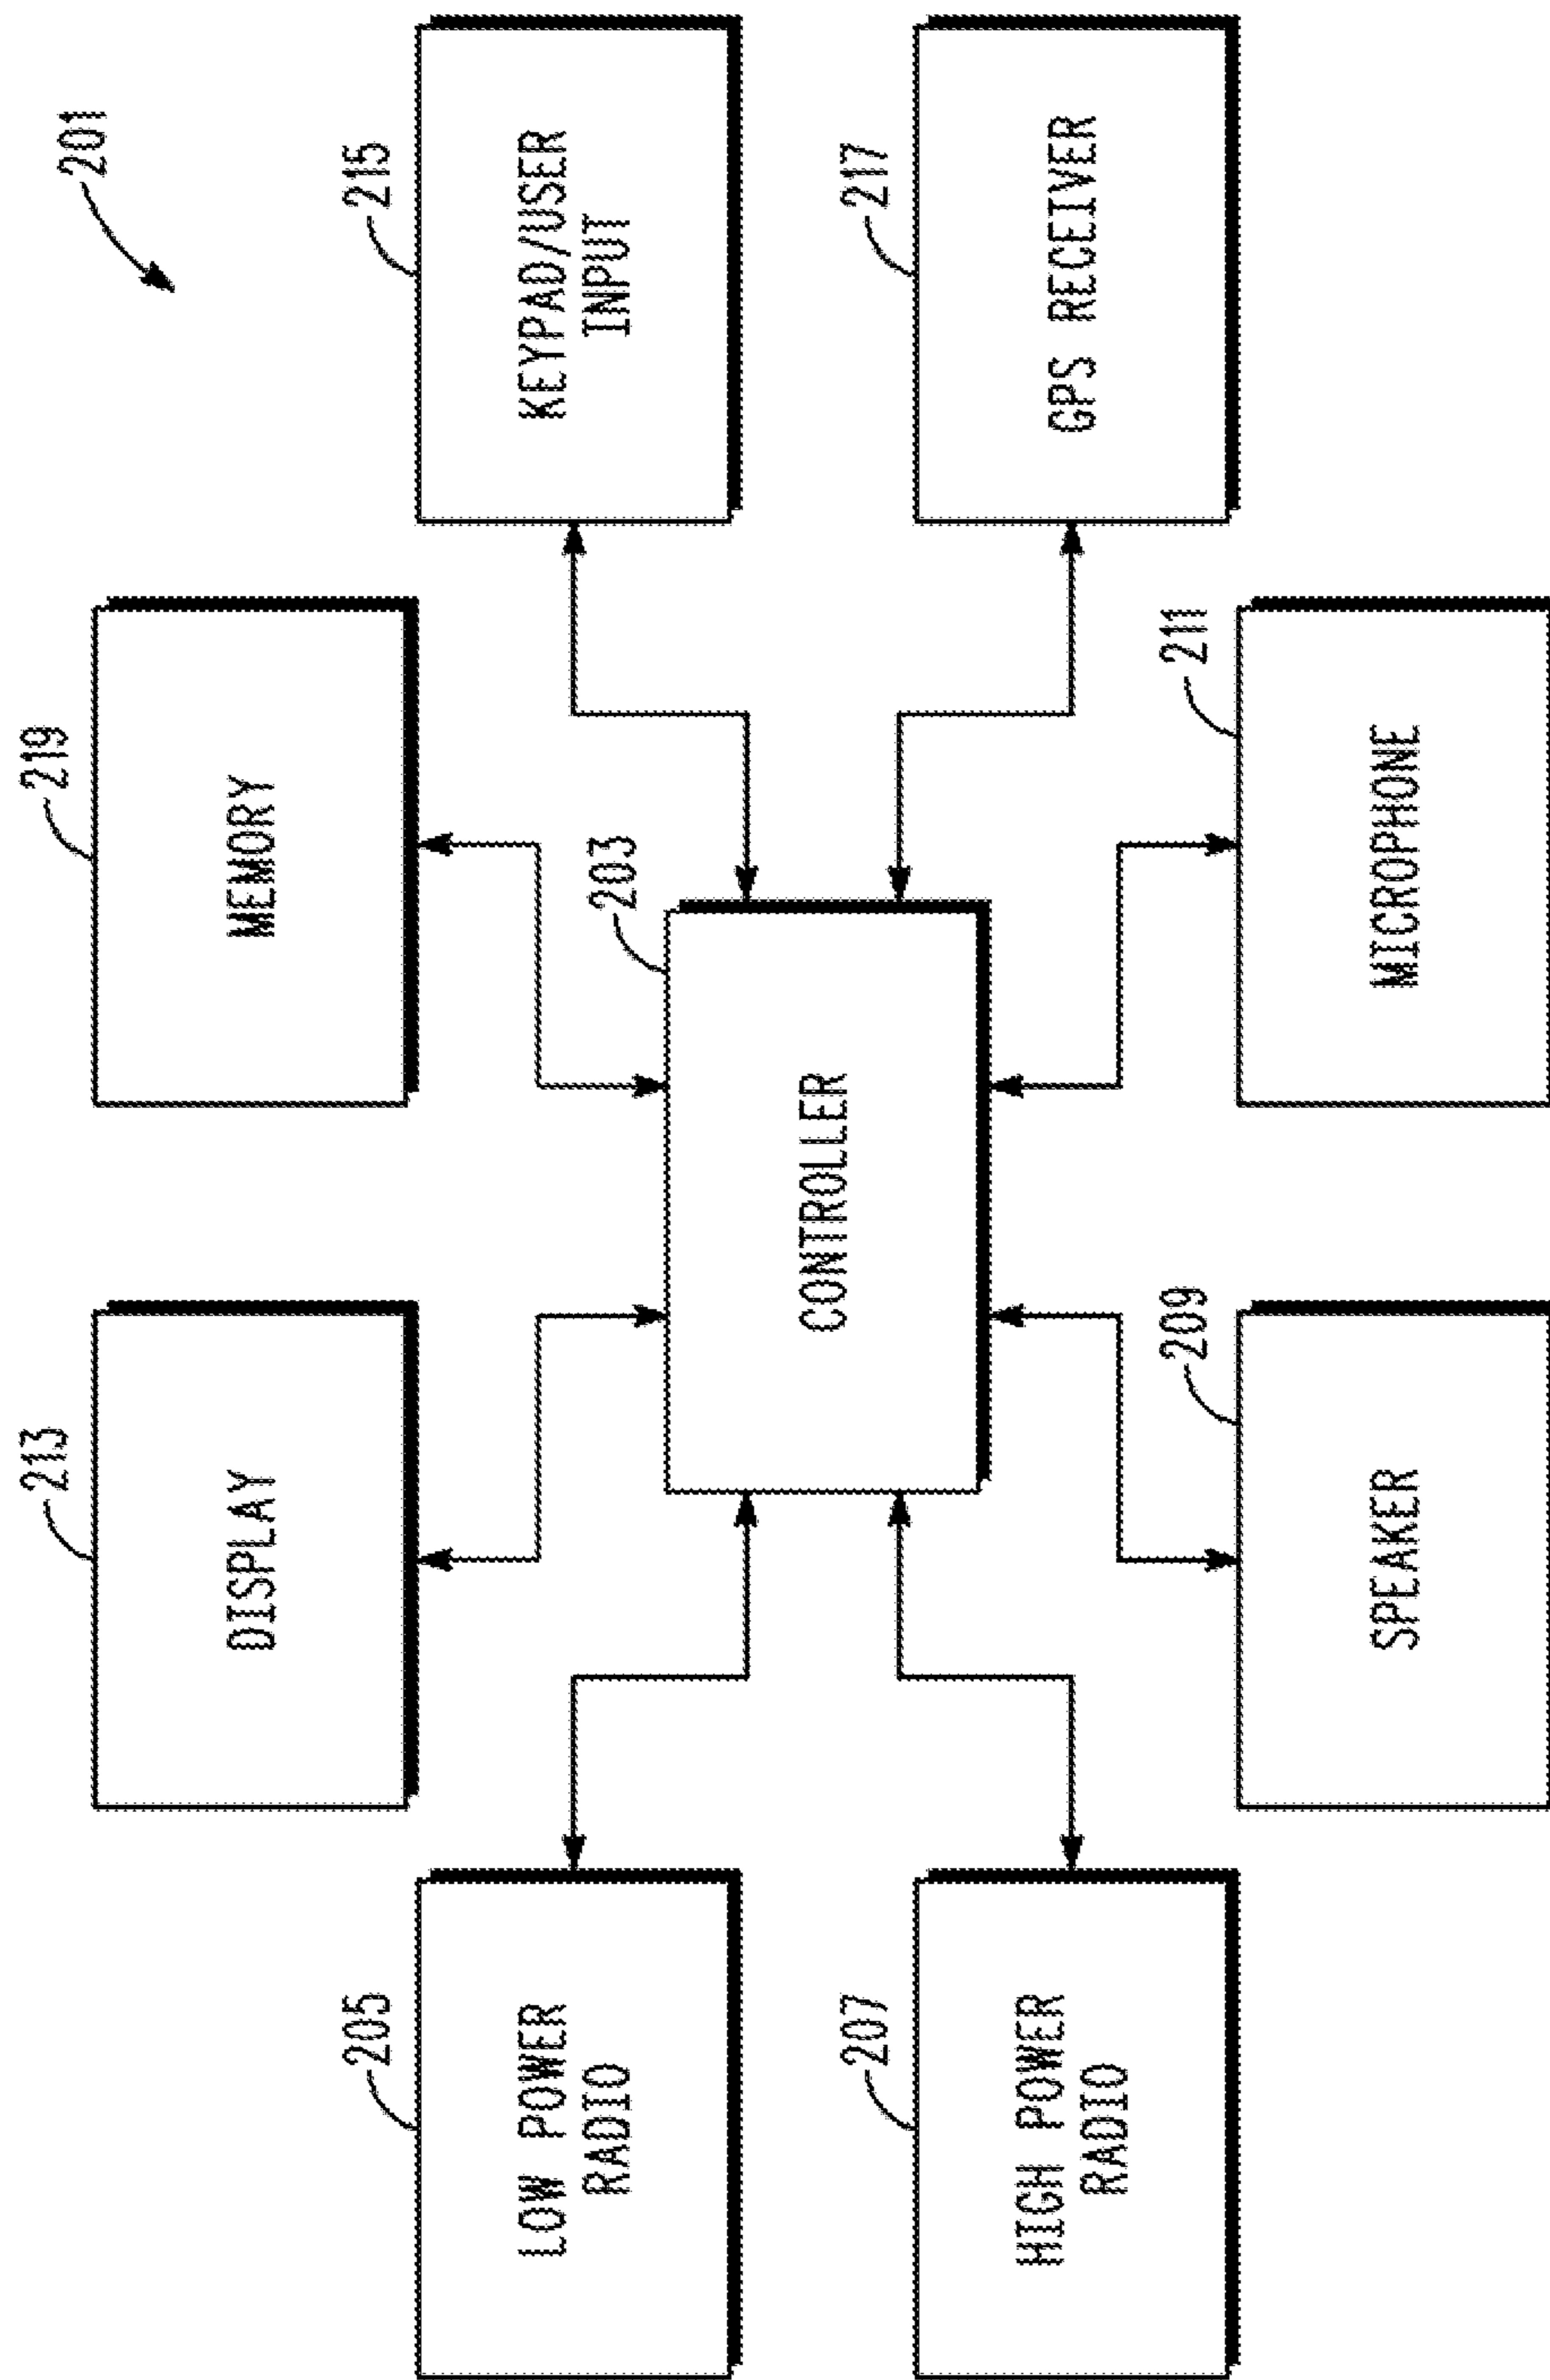 201
213
DISPLAY
219
MEMORY
205
LOW POWER
RADIO
215
KEYPAD/USER
INPUT
203
CONTROLLER
207
HIGH POWER
RADIO
217
GPS RECEIVER
209
SPEAKER
211
MICROPHONE